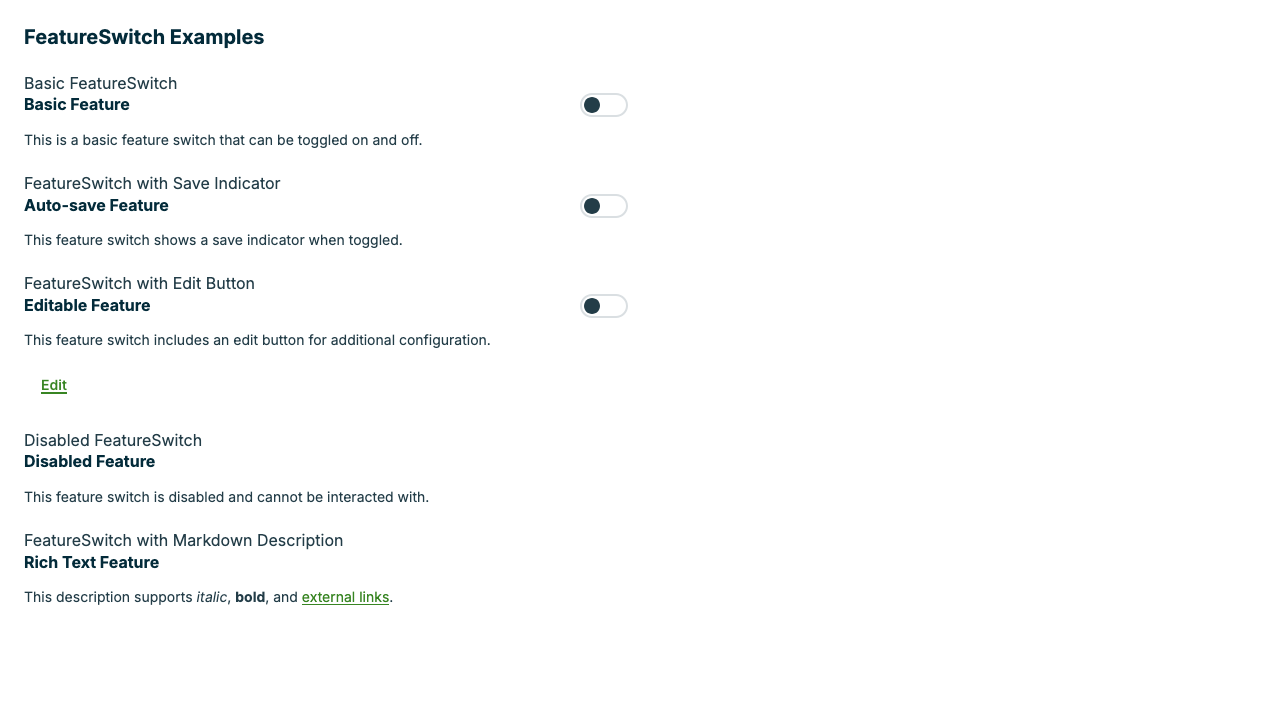 FeatureSwitch Examples
Basic FeatureSwitch
Basic Feature
This is a basic feature switch that can be toggled on and off.
FeatureSwitch with Save Indicator
Auto-save Feature
This feature switch shows a save indicator when toggled.
FeatureSwitch with Edit Button
Editable Feature
This feature switch includes an edit button for additional configuration.
Edit
Disabled FeatureSwitch
Disabled Feature
This feature switch is disabled and cannot be interacted with.
FeatureSwitch with Markdown Description
Rich Text Feature
This description supports italic, bold, and external links.